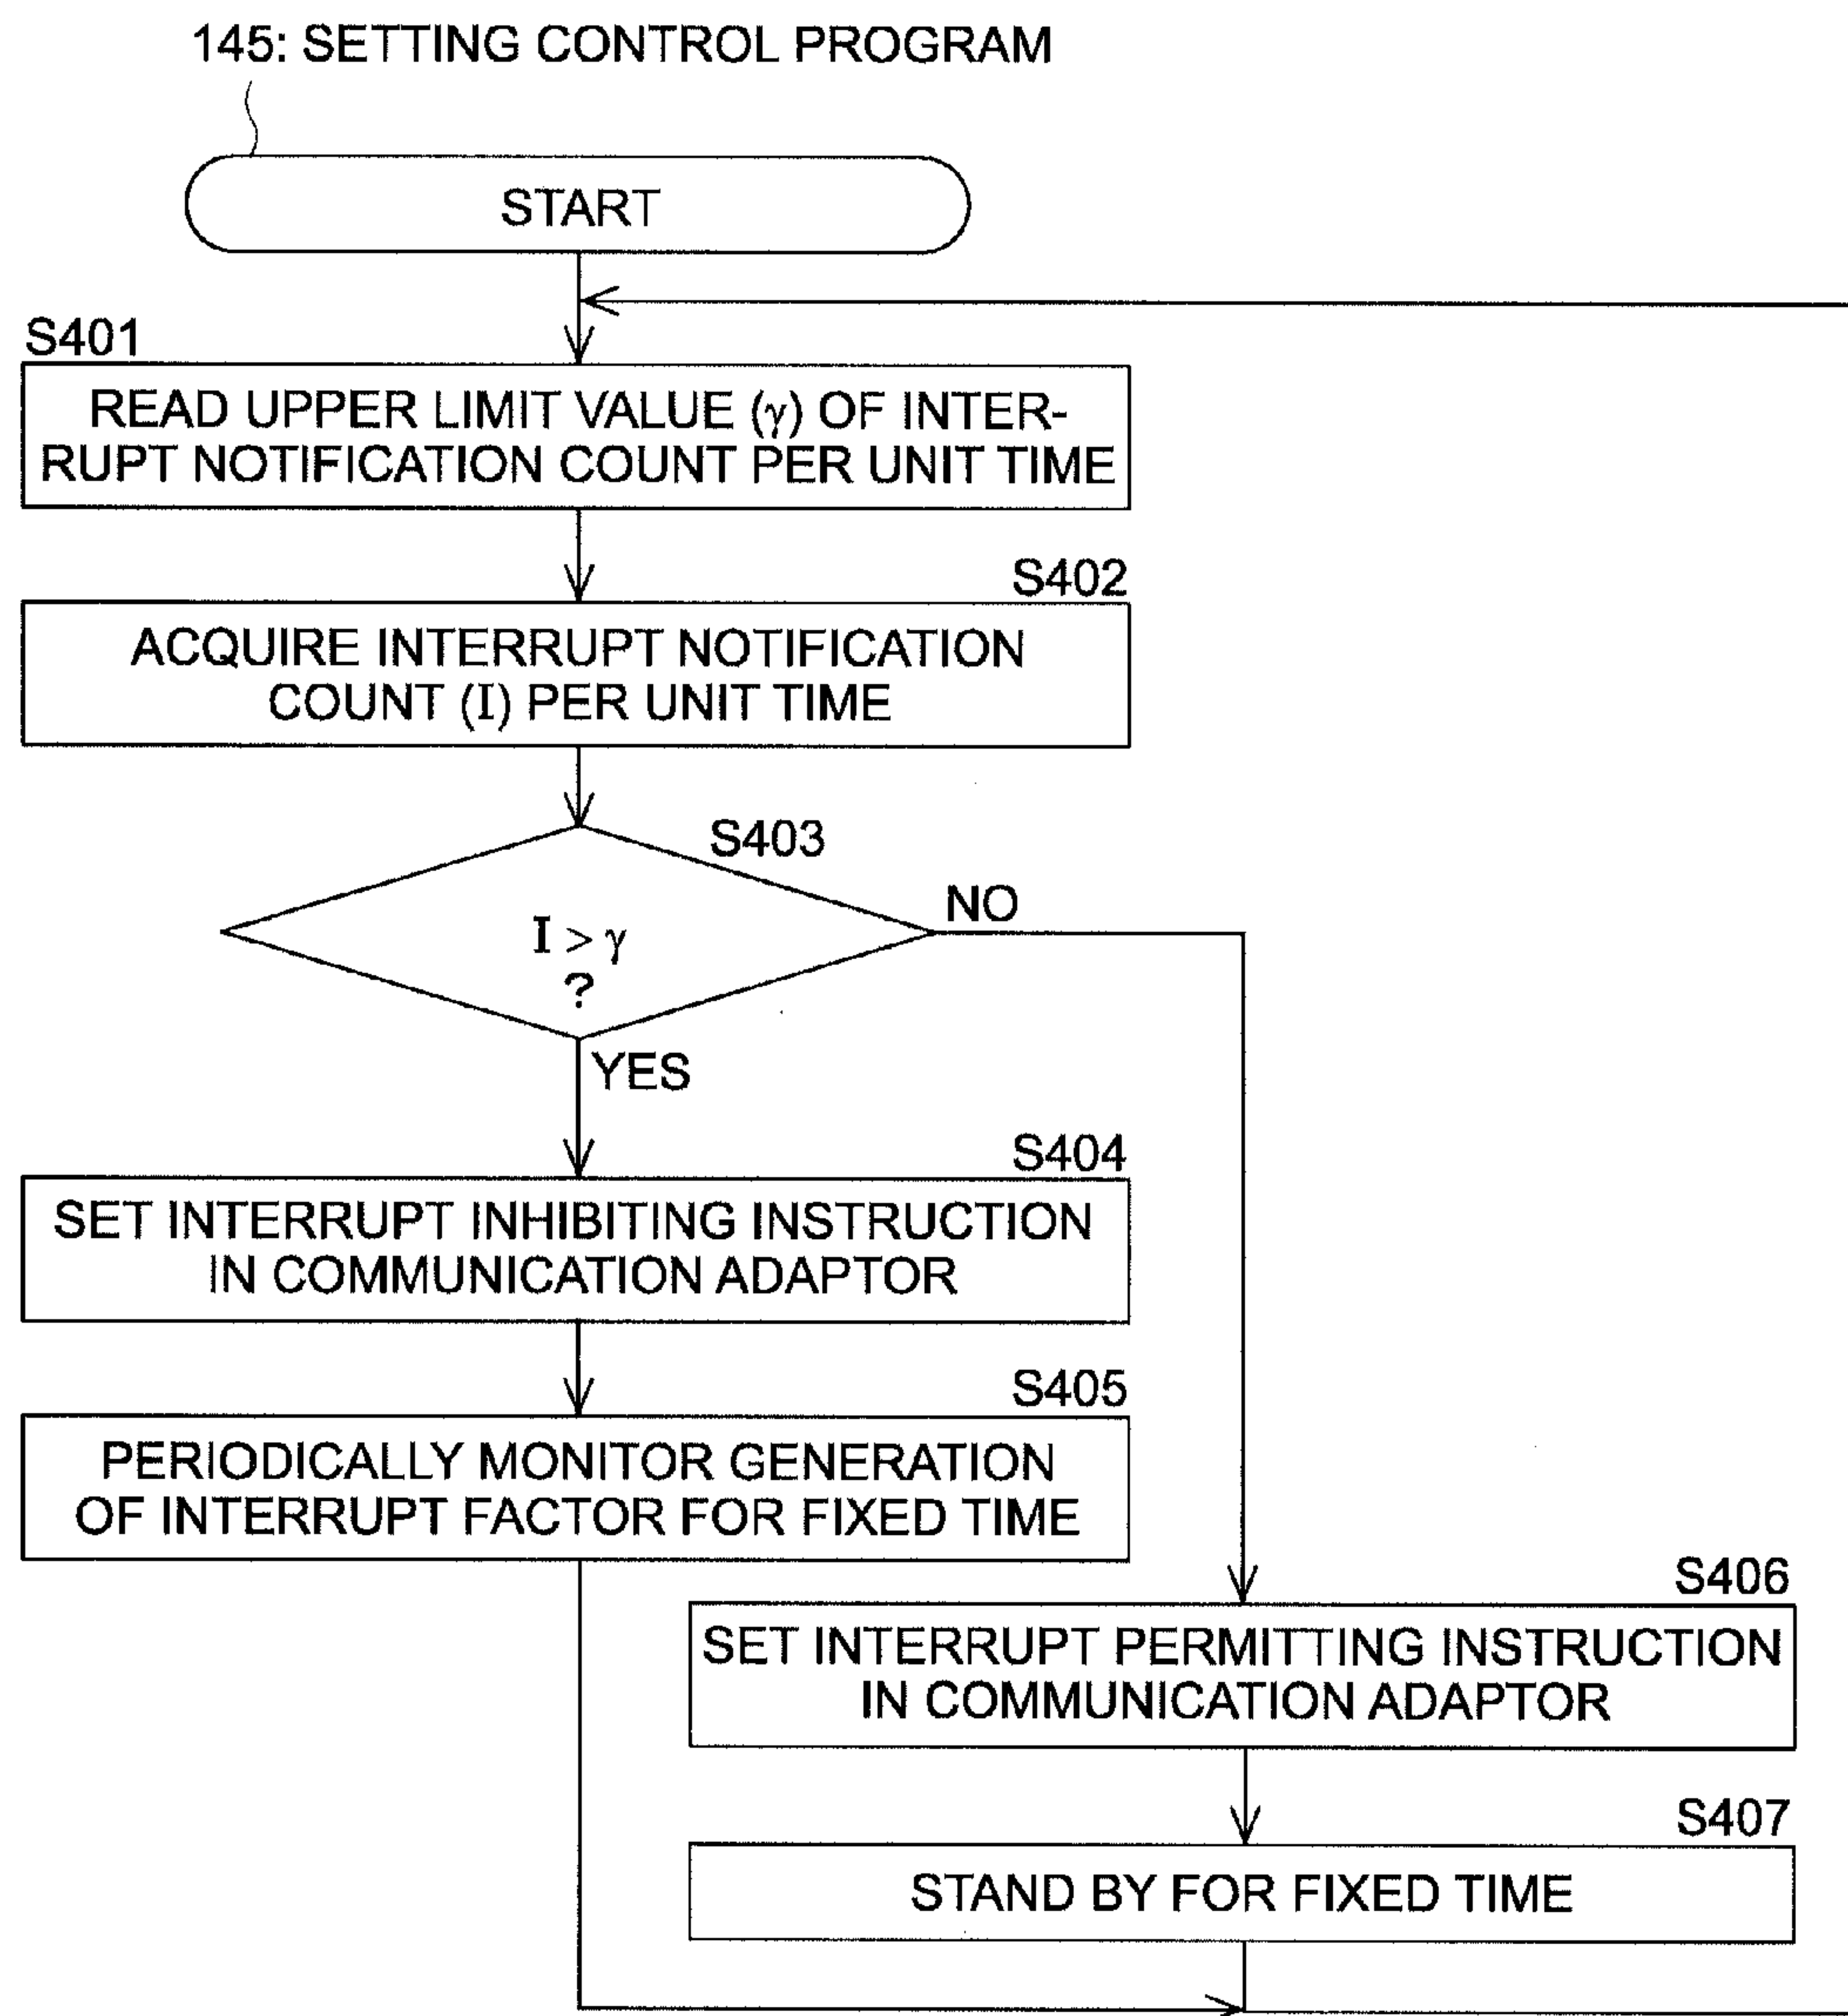 145: SETTING CONTROL PROGRAM
START
S401
READ UPPER LIMIT VALUE (γ) OF INTER-
RUPT NOTIFICATION COUNT PER UNIT TIME
S402
ACQUIRE INTERRUPT NOTIFICATION
COUNT (I) PER UNIT TIME
S403
I > γ
?
NO
YES
S404
SET INTERRUPT INHIBITING INSTRUCTION
IN COMMUNICATION ADAPTOR
S405
PERIODICALLY MONITOR GENERATION
OF INTERRUPT FACTOR FOR FIXED TIME
S406
SET INTERRUPT PERMITTING INSTRUCTION
IN COMMUNICATION ADAPTOR
S407
STAND BY FOR FIXED TIME